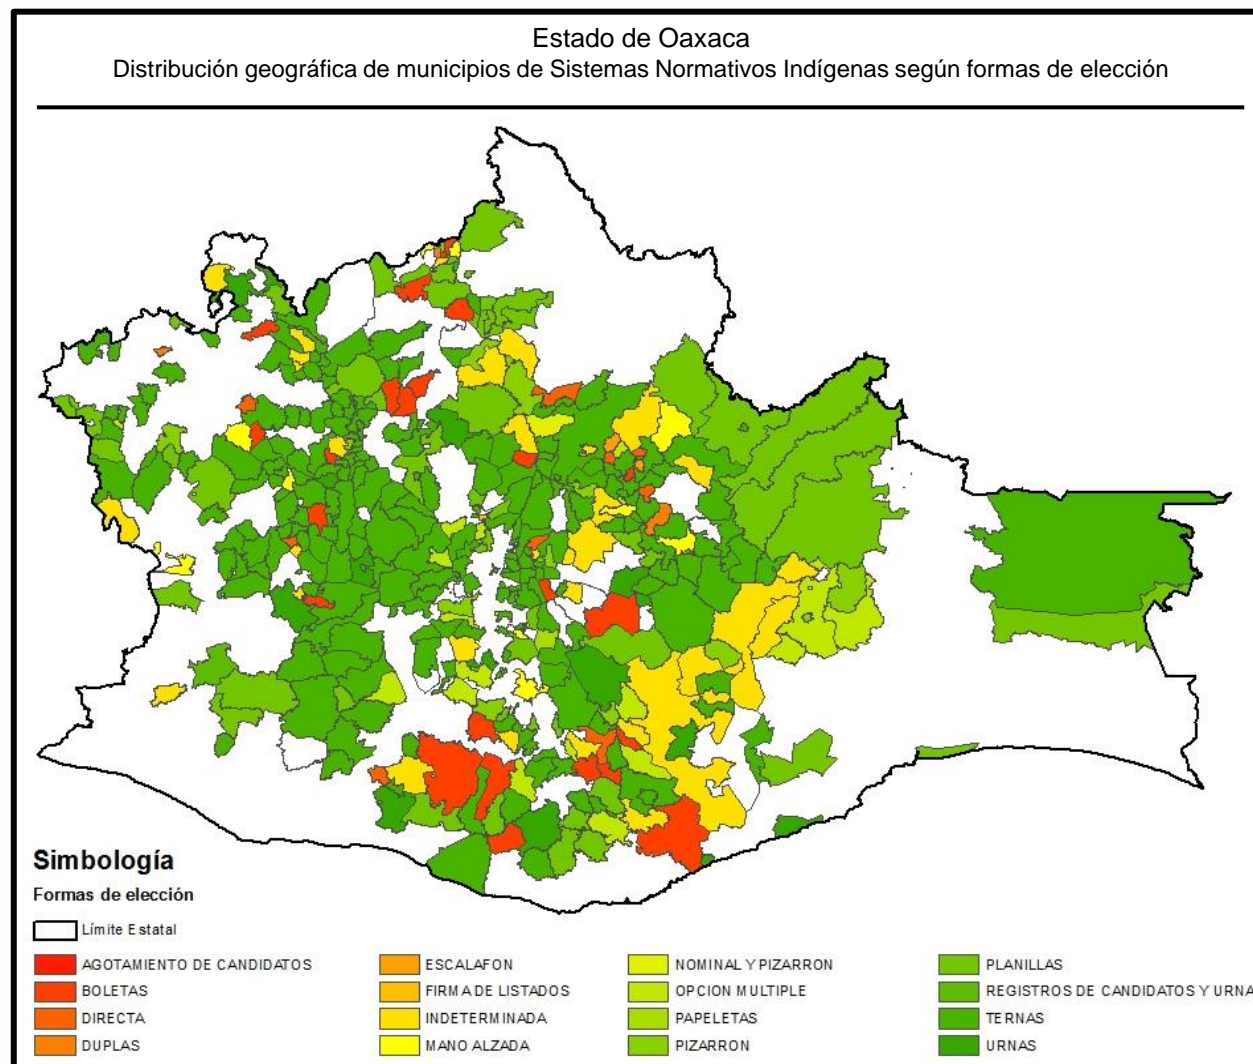 Estado de Oaxaca
Distribución geográfica de municipios de Sistemas Normativos Indígenas según formas de elección
Simbología
Formas de elección
Límite Estatal
AGOTAMIENTO DE CANDIDATOS
BOLETAS
DIRECTA
DUPLAS
ESCALAFON
FIRMA DE LISTADOS
INDETERMINADA
MANO ALZADA
NOMINAL Y PIZARRON
OPCION MULTIPLE
PAPELETAS
PIZARRON
PLANILLAS
REGISTROS DE CANDIDATOS Y URNA
TERNAS
URNAS